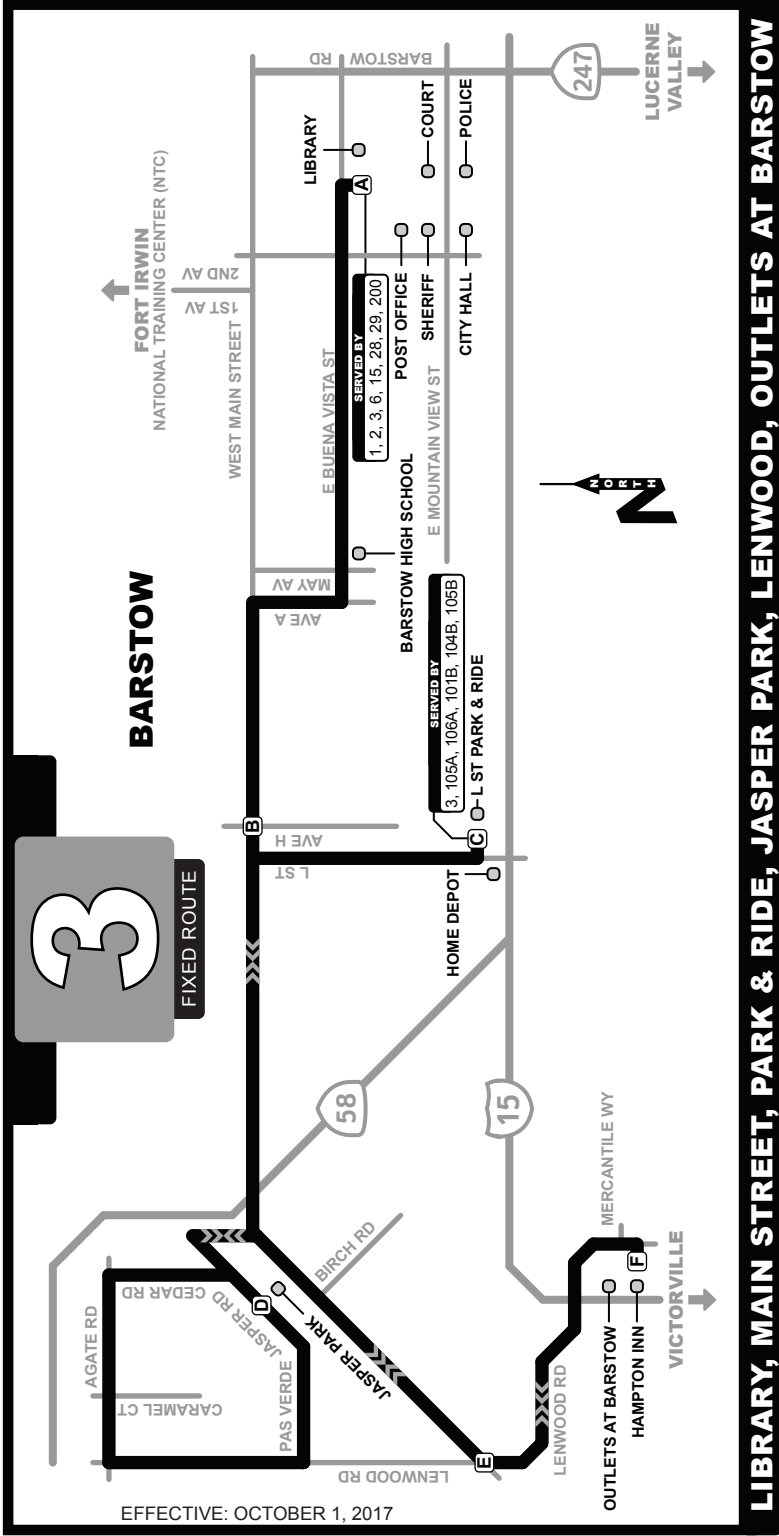 3
FIXED ROUTE
BARSTOW
FORT IRWIN
NATIONAL TRAINING CENTER (NTC)
1ST AV
2ND AV
WEST MAIN STREET
BARSTOW RD
LIBRARY
A
E BUENA VISTA ST
SERVED BY
1, 2, 3, 6, 15, 28, 29, 200
POST OFFICE
SHERIFF
COURT
CITY HALL
POLICE
E MOUNTAIN VIEW ST
247
LUCERNE
VALLEY
MAY AV
AVE A
BARSTOW HIGH SCHOOL
B
AVE H
L ST
SERVED BY
3, 105A, 106A, 101B, 104B, 105B
C
L ST PARK & RIDE
HOME DEPOT
NORTH
N
58
15
AGATE RD
CEDAR RD
CARAMEL CT
JASPER RD
D
PAS VERDE
JASPER PARK
BIRCH RD
LENWOOD RD
E
LENWOOD RD
MERCANTILE WY
F
OUTLETS AT BARSTOW
HAMPTON INN
VICTORVILLE
EFFECTIVE: OCTOBER 1, 2017
LIBRARY, MAIN STREET, PARK & RIDE, JASPER PARK, LENWOOD, OUTLETS AT BARSTOW